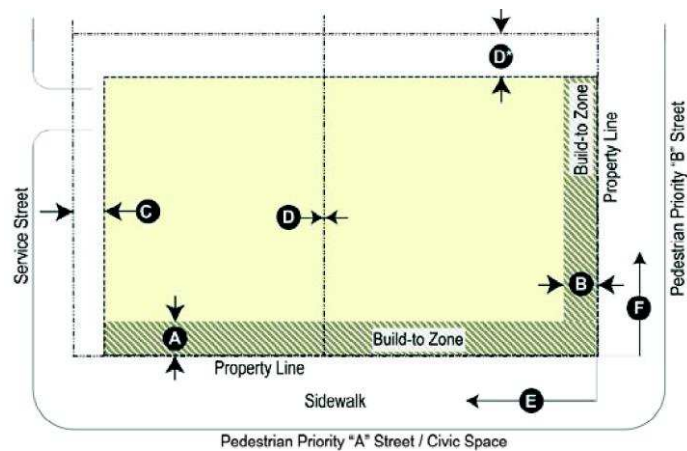 D*
Build-to Zone
Property Line
Pedestrian Priority "B" Street
Service Street
C
D
B
F
A
Build-to Zone
Property Line
Sidewalk
E
Pedestrian Priority "A" Street / Civic Space